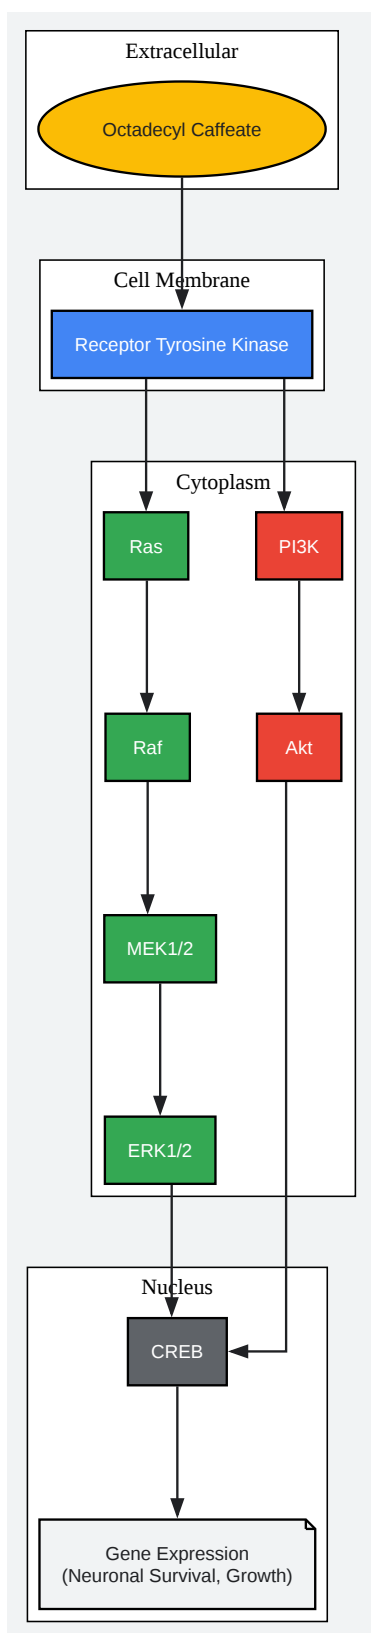 Extracellular
Octadecyl Caffeate
Cell Membrane
Receptor Tyrosine Kinase
Cytoplasm
Ras
PI3K
Raf
Akt
MEK1/2
ERK1/2
Nucleus
CREB
Gene Expression
(Neuronal Survival, Growth)